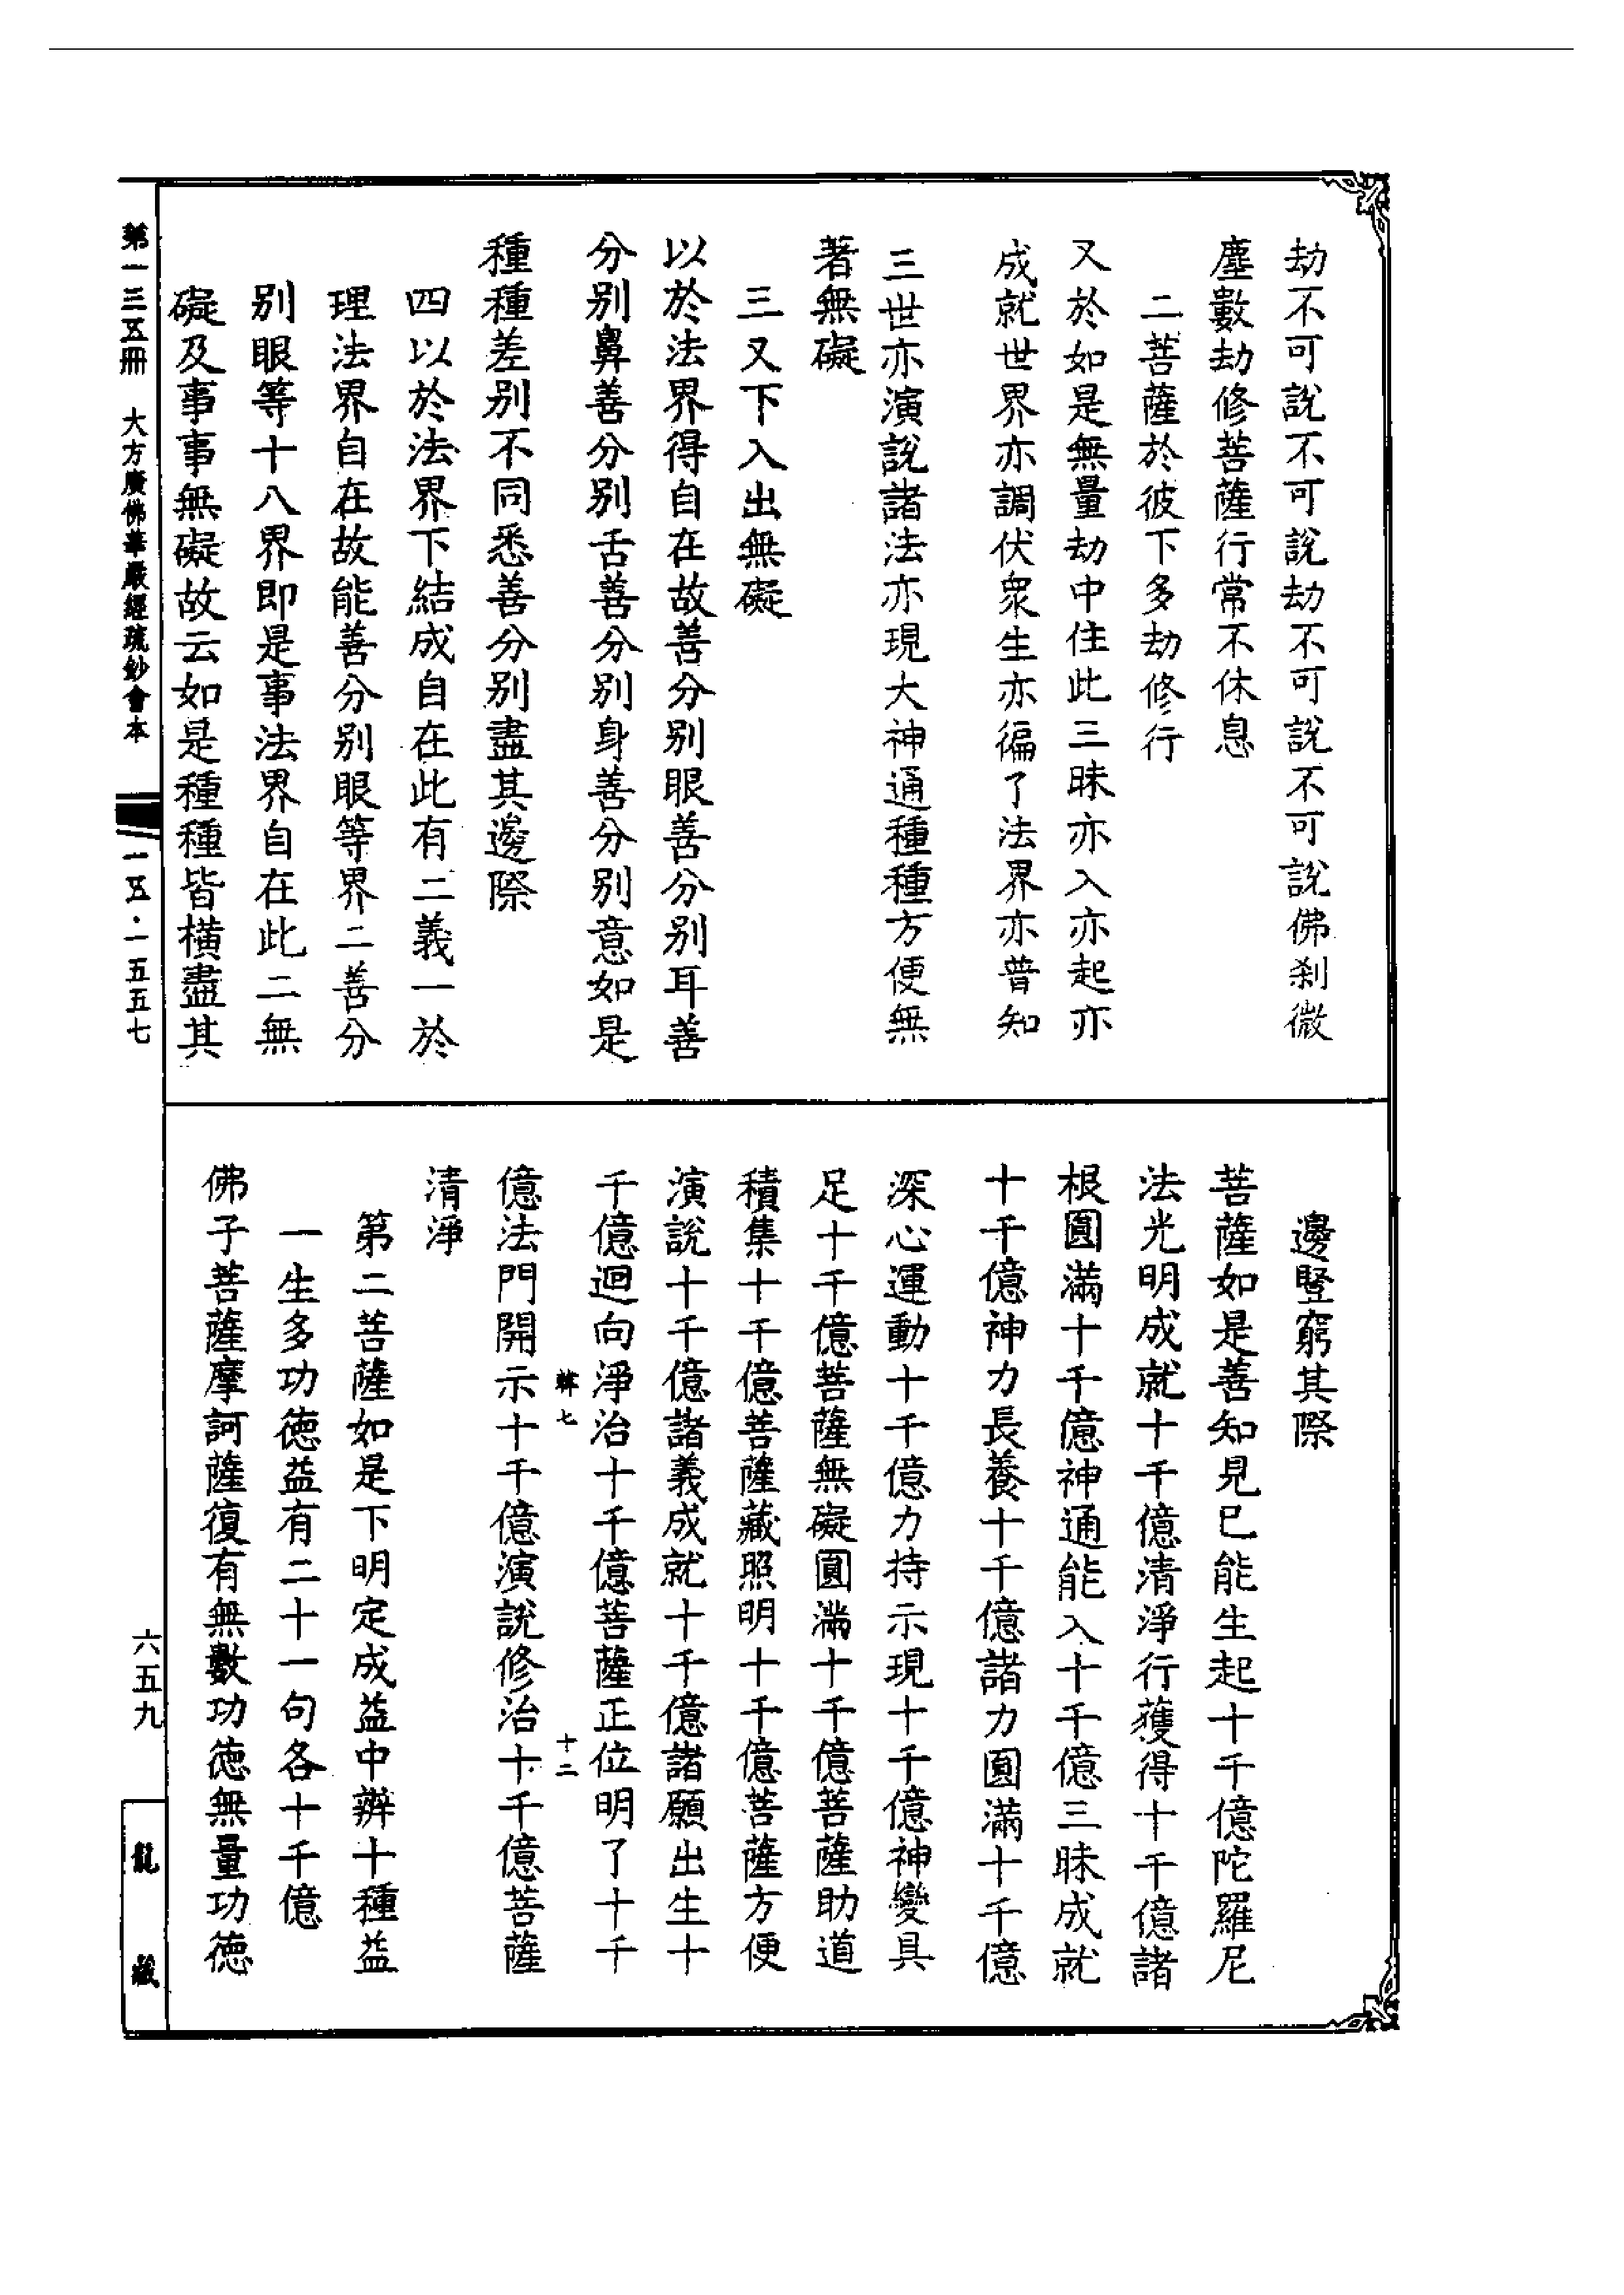 劫不可說不可說劫不可說不可說佛刹微
塵數劫修菩薩行常不休息
二菩薩於彼下多劫修行
又於如是無量劫中住此三昧亦入亦起亦
成就世界亦調伏衆生亦徧了法界亦普知
三世亦演說諸法亦現大神通種種方便無
著無礙
三又下入出無礙
以於法界得自在故善分别眼善分别耳善
分别鼻善分别舌善分别身善分别意如是
種種差别不同悉善分别盡其邊際
四以於法界下結成自在此有二義一於
理法界自在故能善分别眼等界二善分
别眼等十八界即是事法界自在此二無
礙及事事無礙故云如是種種皆横盡其
邊豎窮其際
菩薩如是善知見已能生起十千億陀羅尼
法光明成就十千億清淨行獲得十千億諸
根圓滿十千億神通能入十千億三昧成就
十千億神力長養十千億諸力圓滿十千億
深心運動十千億力持示現十千億神變具
足十千億菩薩無礙圓滿十千億菩薩助道
積集十千億菩薩藏照明十千億菩薩方便
演說十千億諸義成就十千億諸願出生十
千億迴向淨治十千億菩薩正位明了十千
韓七 十二
億法門開示十千億演說修治十千億菩薩
清淨
第二菩薩如是下明定成益中辨十種益
一生多功德益有二十一句各十千億
佛子菩薩摩訶薩復有無數功德無量功德
第一三五冊 大方廣佛華嚴經疏鈔會本
一五·一五五七
六五九
龍藏